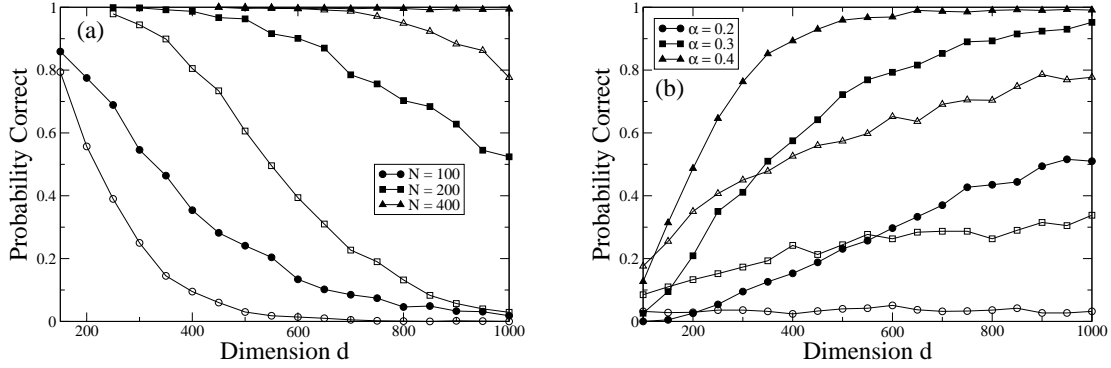 (a)
Probability Correct
1
0.8
0.6
0.4
0.2
0
200
400
600
800
1000
Dimension d
N = 100
N = 200
N = 400
(b)
Probability Correct
1
0.8
0.6
0.4
0.2
0
200
400
600
800
1000
Dimension d
α = 0.2
α = 0.3
α = 0.4